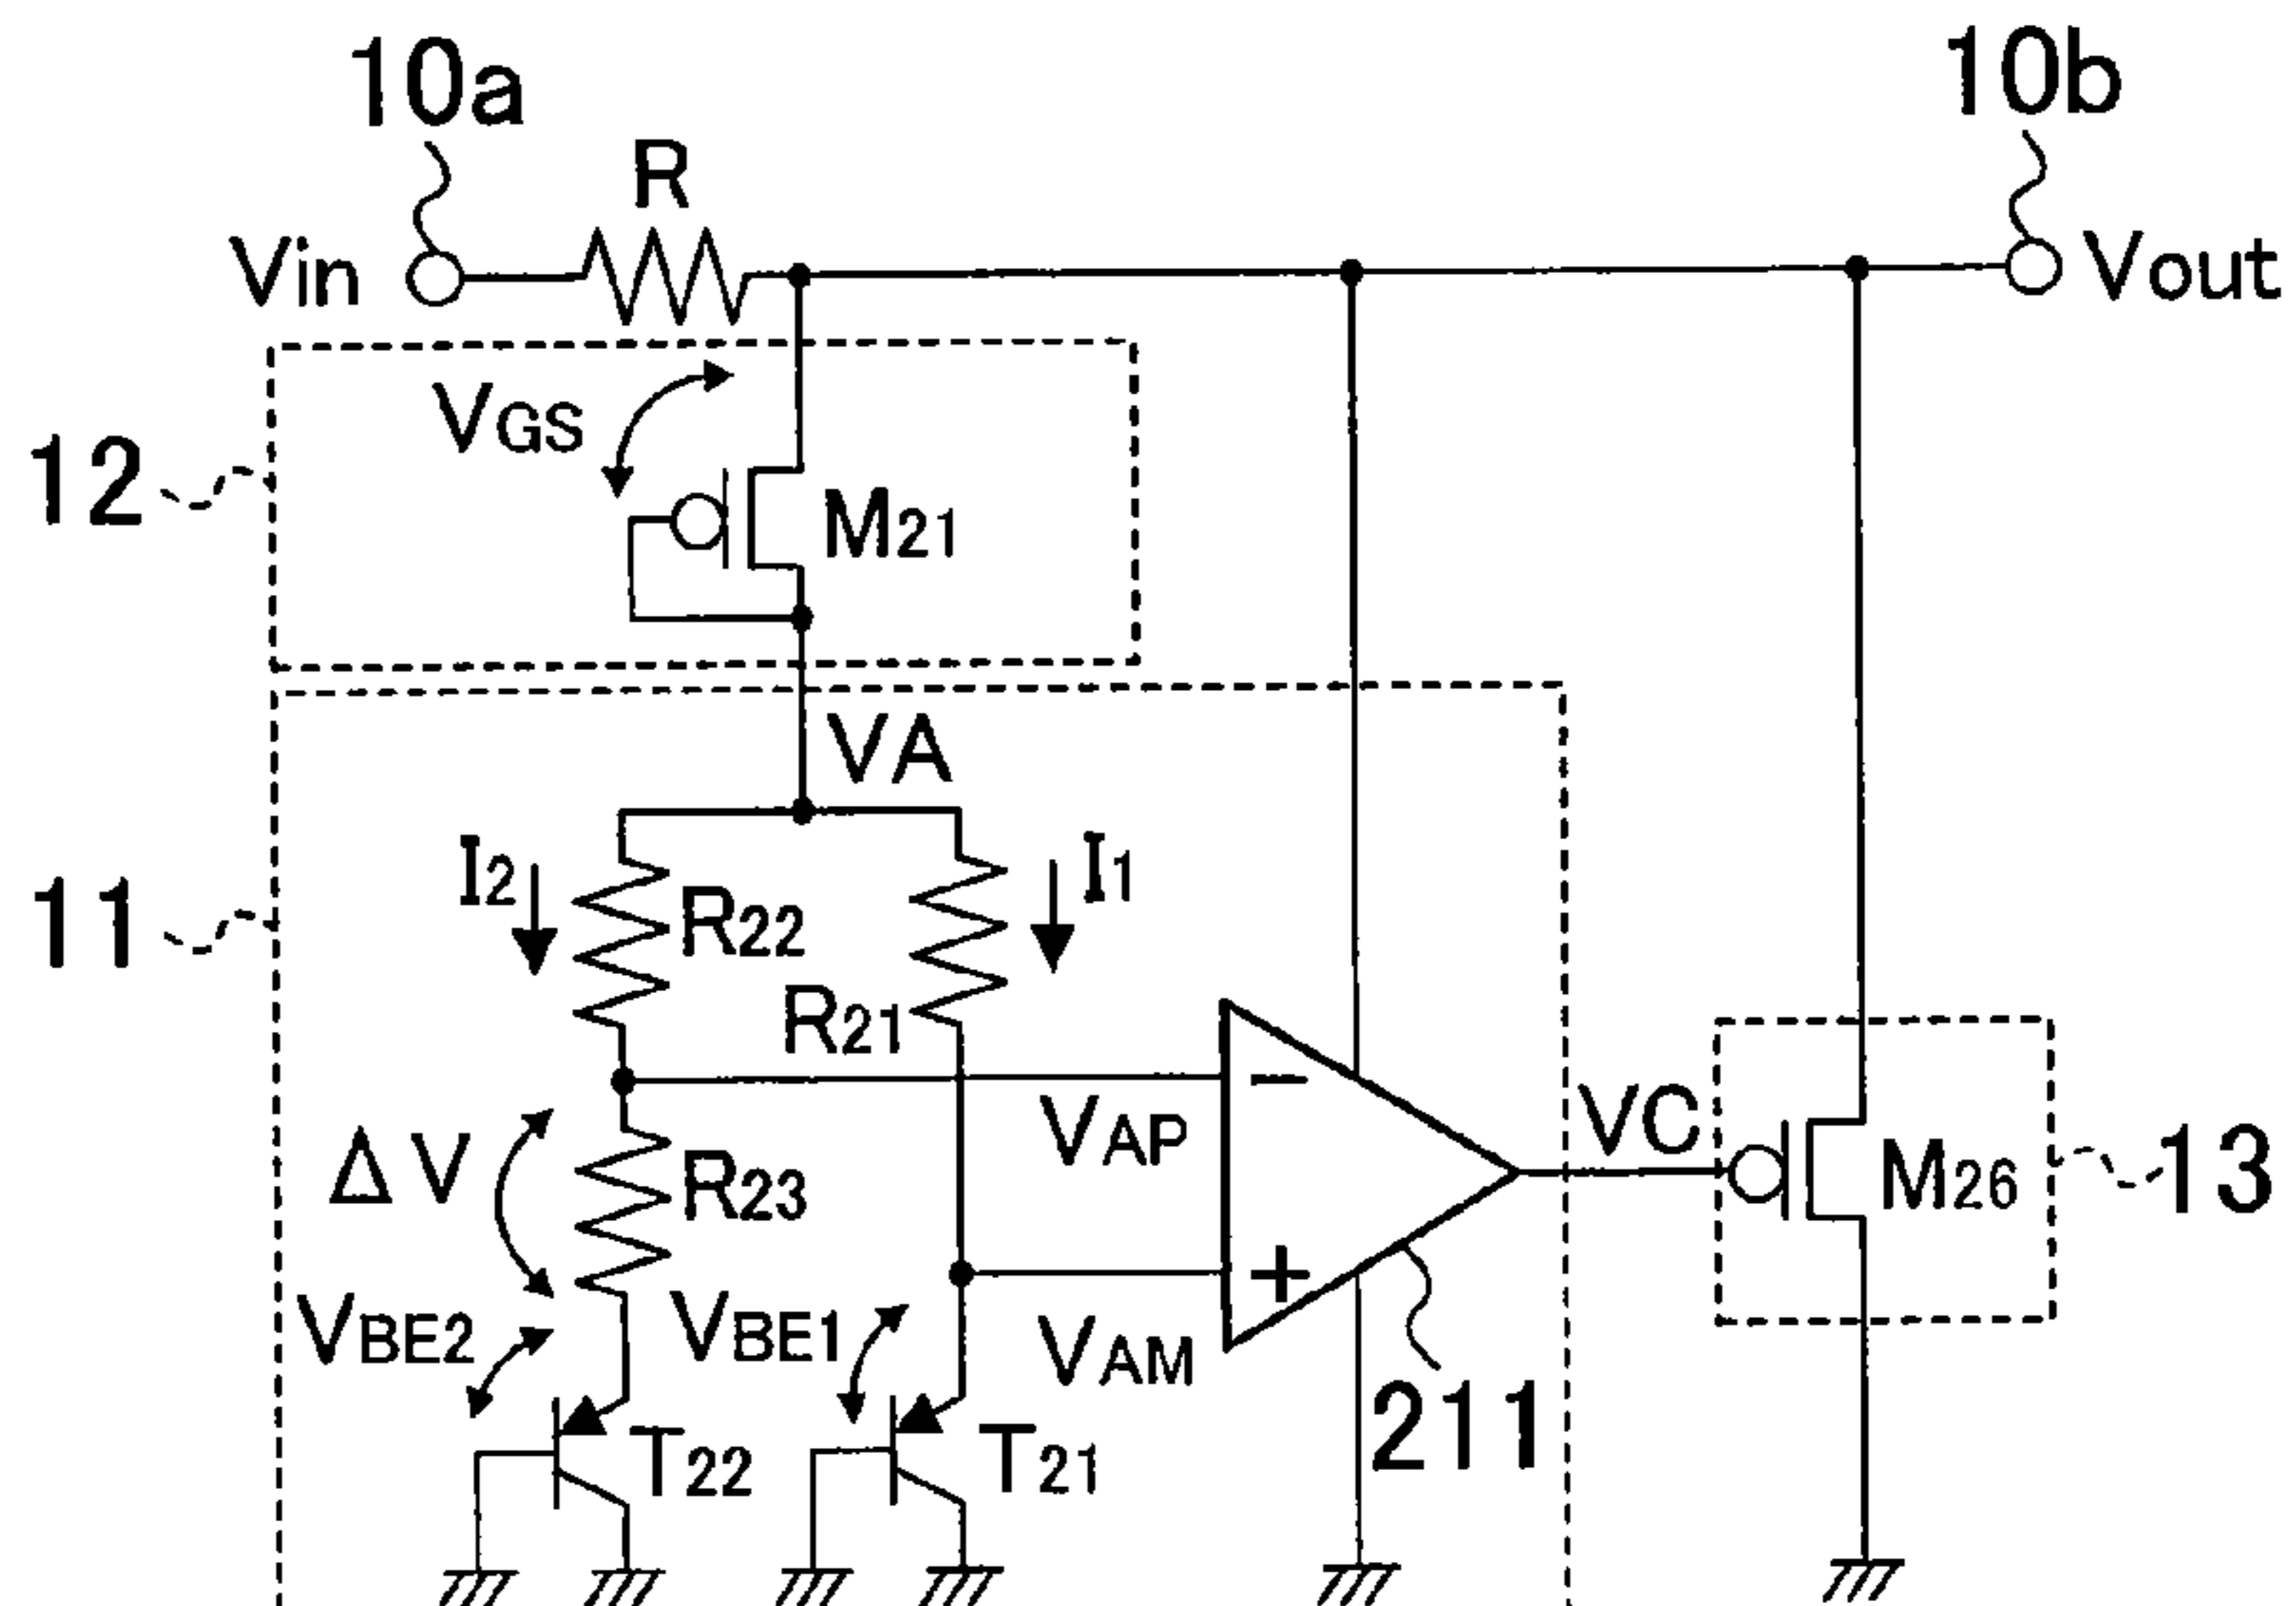 10a
10b
R
Vin
Vout
VGS
12
M21
VA
I2
I1
R22
11
R21
−
VAP
VC
ΔV
R23
M26
13
+
VBE2
VBE1
VAM
T22
T21
211